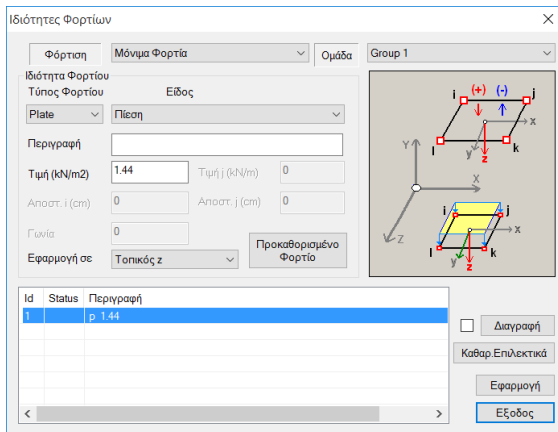 Ιδιότητες Φορτίων
Φόρτιση Μόνιμα Φορτία Ομάδα Group 1
Ιδιότητα Φορτίου
Τύπος Φορτίου Είδος
Plate Πίεση
Περιγραφή
Τιμή (kN/m2) 1.44 Τιμή j (kN/m) 0
Αποστ. i (cm) 0 Αποστ. j (cm) 0
Γωνία 0
Εφαρμογή σε Τοπικός z Προκαθορισμένο Φορτίο
i (+) (-) j
x
y
z
l k
Y
X
Z
i j
x
l y z k
Id Status Περιγραφή
1 p 1.44
Διαγραφή
Καθαρ.Επιλεκτικά
Εφαρμογή
Εξοδος